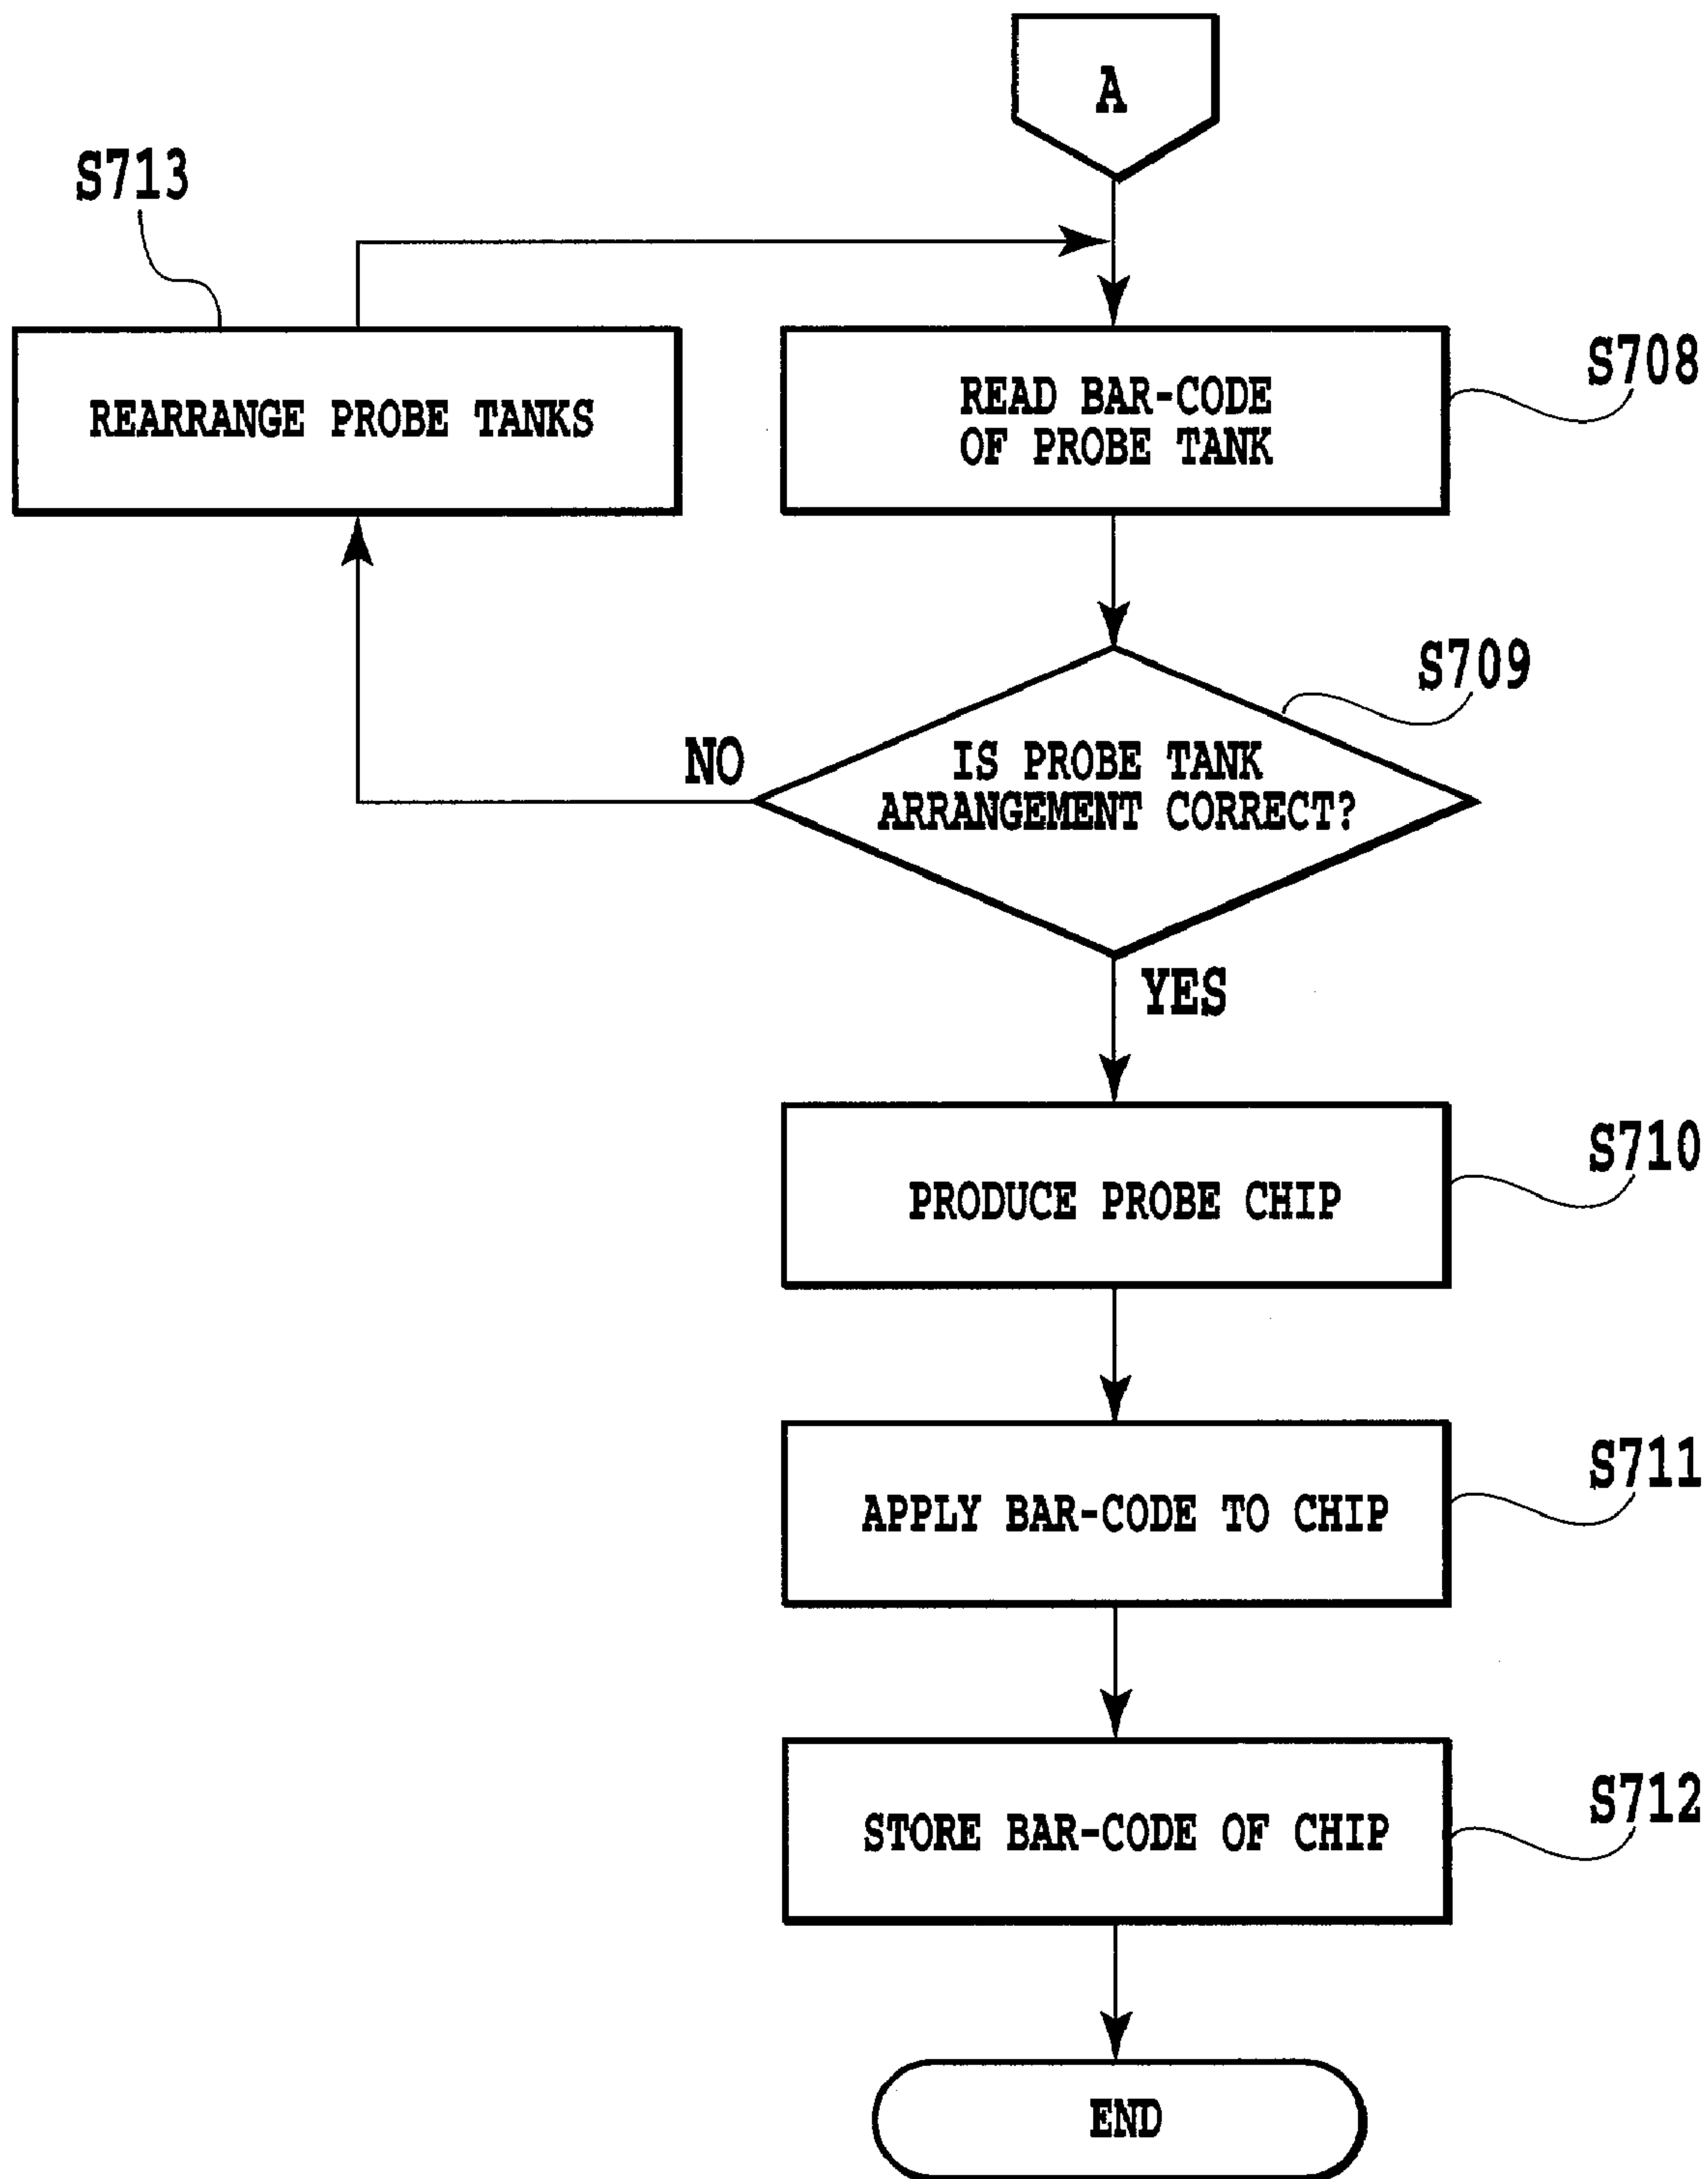 A
S713
REARRANGE PROBE TANKS
READ BAR-CODE
OF PROBE TANK
S708
S709
NO
IS PROBE TANK
ARRANGEMENT CORRECT?
YES
S710
PRODUCE PROBE CHIP
S711
APPLY BAR-CODE TO CHIP
S712
STORE BAR-CODE OF CHIP
END